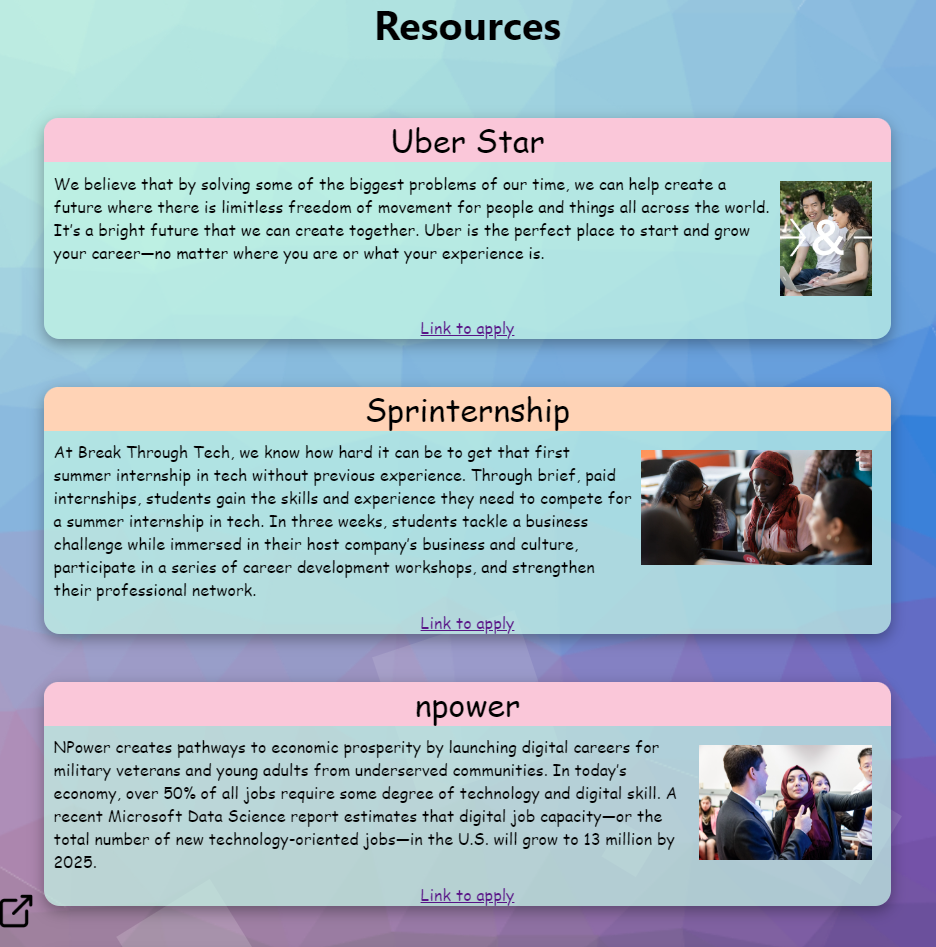 Resources
Uber Star
We believe that by solving some of the biggest problems of our time, we can help create a
future where there is limitless freedom of movement for people and things all across the world.
It's a bright future that we can create together. Uber is the perfect place to start and grow
your career—no matter where you are or what your experience is.
&
Link to apply
Sprinternship
At Break Through Tech, we know how hard it can be to get that first
summer internship in tech without previous experience. Through brief, paid
internships, students gain the skills and experience they need to compete for
a summer internship in tech. In three weeks, students tackle a business
challenge while immersed in their host company's business and culture,
participate in a series of career development workshops, and strengthen
their professional network.
Link to apply
npower
NPower creates pathways to economic prosperity by launching digital careers for
military veterans and young adults from underserved communities. In today's
economy, over 50% of all jobs require some degree of technology and digital skill. A
recent Microsoft Data Science report estimates that digital job capacity—or the
total number of new technology-oriented jobs—in the U.S. will grow to 13 million by
2025.
Link to apply